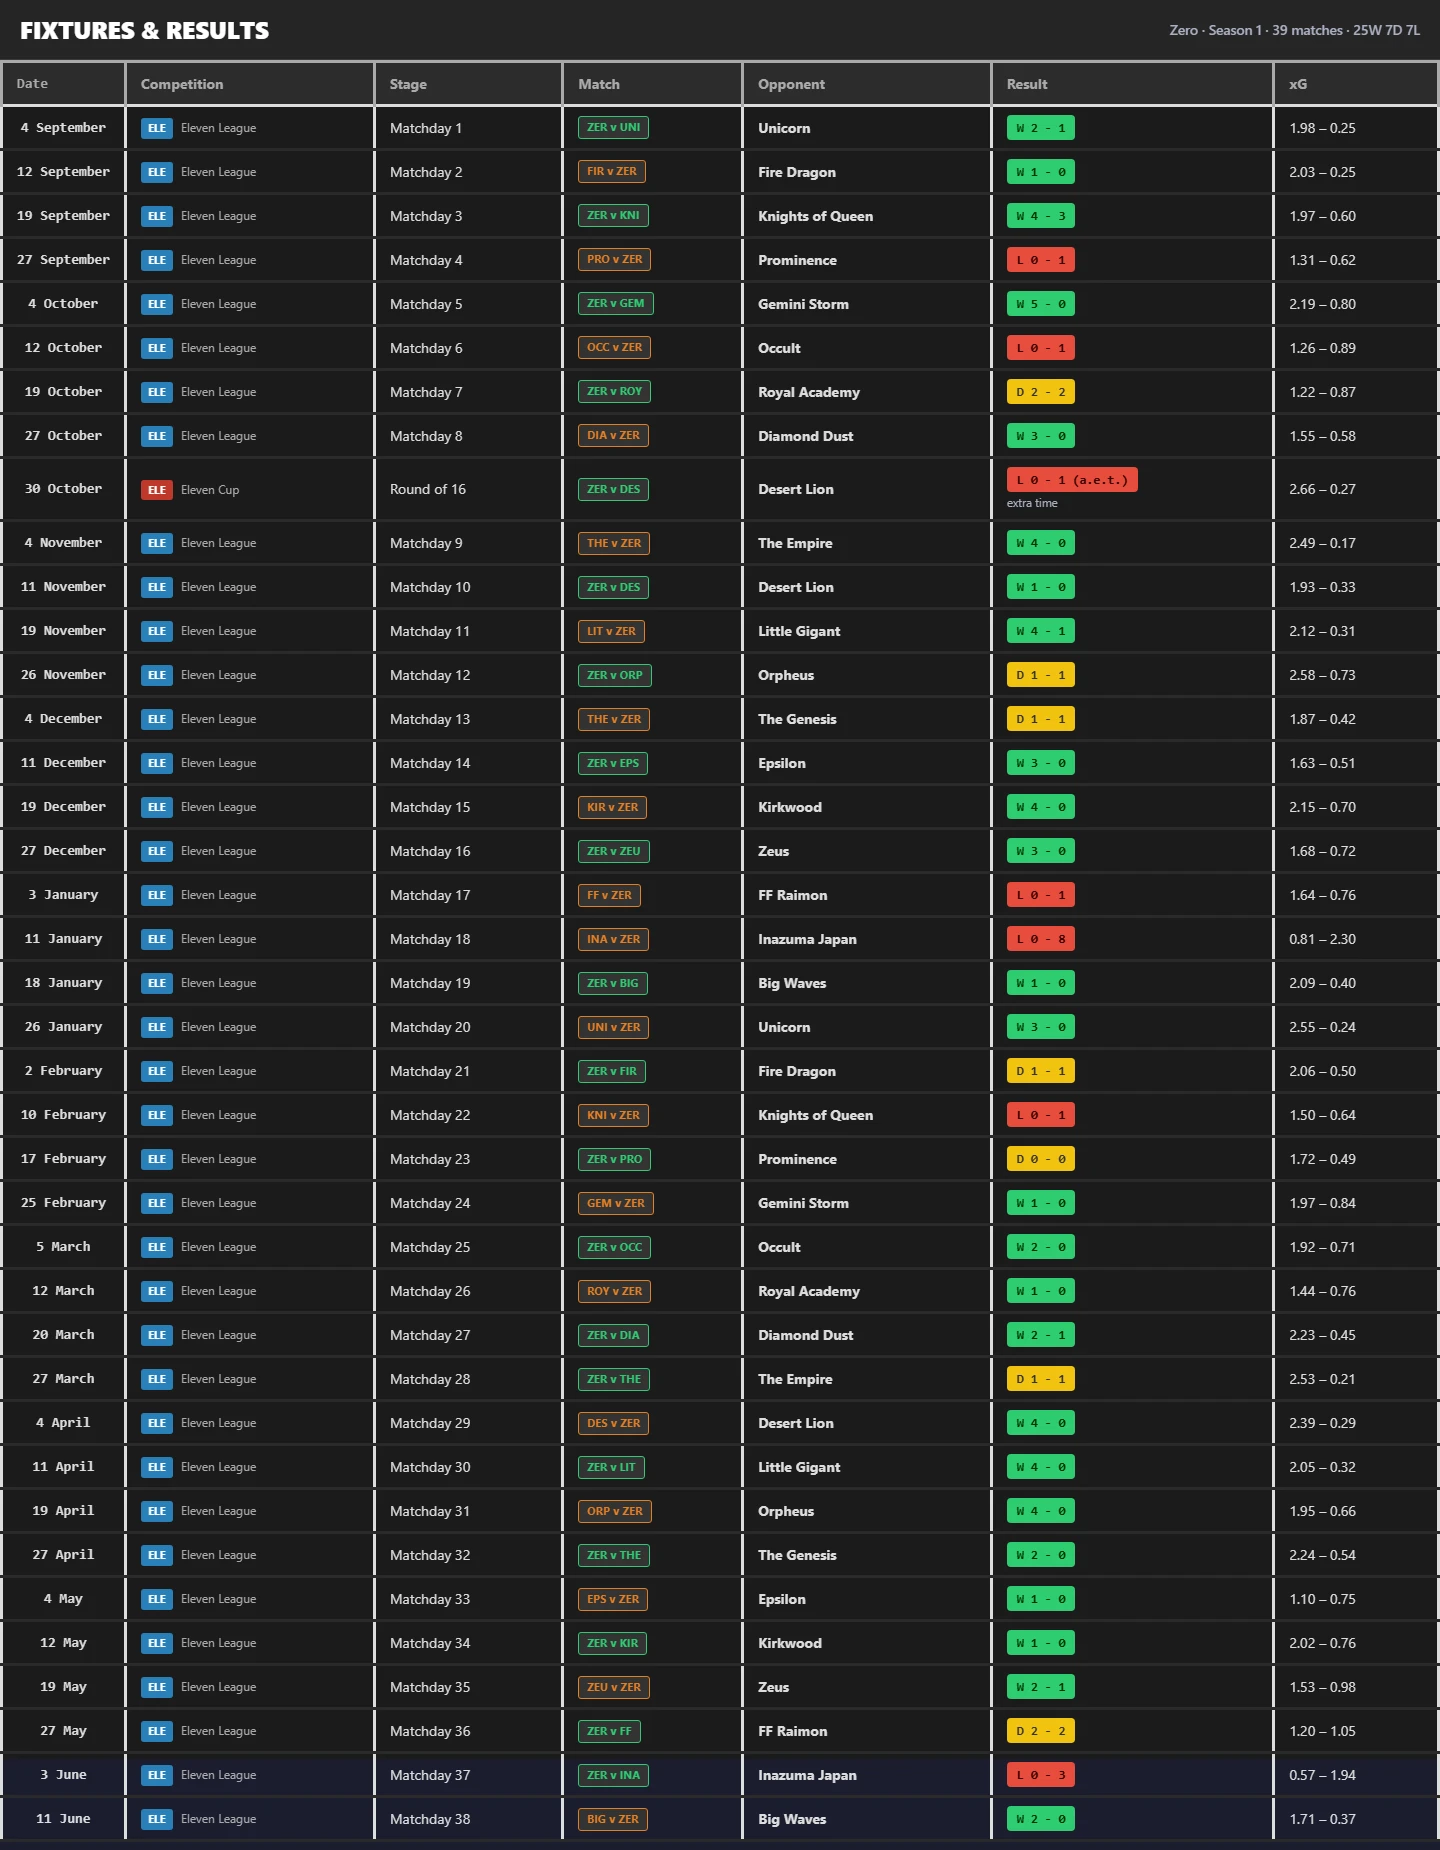 FIXTURES & RESULTS
Zero · Season 1 · 39 matches · 25W 7D 7L
Date Competition Stage Match Opponent Result xG
4 September ELE Eleven League Matchday 1 ZER v UNI Unicorn W 2 - 1 1.98 – 0.25
12 September ELE Eleven League Matchday 2 FIR v ZER Fire Dragon W 1 - 0 2.03 – 0.25
19 September ELE Eleven League Matchday 3 ZER v KNI Knights of Queen W 4 - 3 1.97 – 0.60
27 September ELE Eleven League Matchday 4 PRO v ZER Prominence L 0 - 1 1.31 – 0.62
4 October ELE Eleven League Matchday 5 ZER v GEM Gemini Storm W 5 - 0 2.19 – 0.80
12 October ELE Eleven League Matchday 6 OCC v ZER Occult L 0 - 1 1.26 – 0.89
19 October ELE Eleven League Matchday 7 ZER v ROY Royal Academy D 2 - 2 1.22 – 0.87
27 October ELE Eleven League Matchday 8 DIA v ZER Diamond Dust W 3 - 0 1.55 – 0.58
30 October ELE Eleven Cup Round of 16 ZER v DES Desert Lion L 0 - 1 (a.e.t.) 2.66 – 0.27
extra time
4 November ELE Eleven League Matchday 9 THE v ZER The Empire W 4 - 0 2.49 – 0.17
11 November ELE Eleven League Matchday 10 ZER v DES Desert Lion W 1 - 0 1.93 – 0.33
19 November ELE Eleven League Matchday 11 LIT v ZER Little Gigant W 4 - 1 2.12 – 0.31
26 November ELE Eleven League Matchday 12 ZER v ORP Orpheus D 1 - 1 2.58 – 0.73
4 December ELE Eleven League Matchday 13 THE v ZER The Genesis D 1 - 1 1.87 – 0.42
11 December ELE Eleven League Matchday 14 ZER v EPS Epsilon W 3 - 0 1.63 – 0.51
19 December ELE Eleven League Matchday 15 KIR v ZER Kirkwood W 4 - 0 2.15 – 0.70
27 December ELE Eleven League Matchday 16 ZER v ZEU Zeus W 3 - 0 1.68 – 0.72
3 January ELE Eleven League Matchday 17 FF v ZER FF Raimon L 0 - 1 1.64 – 0.76
11 January ELE Eleven League Matchday 18 INA v ZER Inazuma Japan L 0 - 8 0.81 – 2.30
18 January ELE Eleven League Matchday 19 ZER v BIG Big Waves W 1 - 0 2.09 – 0.40
26 January ELE Eleven League Matchday 20 UNI v ZER Unicorn W 3 - 0 2.55 – 0.24
2 February ELE Eleven League Matchday 21 ZER v FIR Fire Dragon D 1 - 1 2.06 – 0.50
10 February ELE Eleven League Matchday 22 KNI v ZER Knights of Queen L 0 - 1 1.50 – 0.64
17 February ELE Eleven League Matchday 23 ZER v PRO Prominence D 0 - 0 1.72 – 0.49
25 February ELE Eleven League Matchday 24 GEM v ZER Gemini Storm W 1 - 0 1.97 – 0.84
5 March ELE Eleven League Matchday 25 ZER v OCC Occult W 2 - 0 1.92 – 0.71
12 March ELE Eleven League Matchday 26 ROY v ZER Royal Academy W 1 - 0 1.44 – 0.76
20 March ELE Eleven League Matchday 27 ZER v DIA Diamond Dust W 2 - 1 2.23 – 0.45
27 March ELE Eleven League Matchday 28 ZER v THE The Empire D 1 - 1 2.53 – 0.21
4 April ELE Eleven League Matchday 29 DES v ZER Desert Lion W 4 - 0 2.39 – 0.29
11 April ELE Eleven League Matchday 30 ZER v LIT Little Gigant W 4 - 0 2.05 – 0.32
19 April ELE Eleven League Matchday 31 ORP v ZER Orpheus W 4 - 0 1.95 – 0.66
27 April ELE Eleven League Matchday 32 ZER v THE The Genesis W 2 - 0 2.24 – 0.54
4 May ELE Eleven League Matchday 33 EPS v ZER Epsilon W 1 - 0 1.10 – 0.75
12 May ELE Eleven League Matchday 34 ZER v KIR Kirkwood W 1 - 0 2.02 – 0.76
19 May ELE Eleven League Matchday 35 ZEU v ZER Zeus W 2 - 1 1.53 – 0.98
27 May ELE Eleven League Matchday 36 ZER v FF FF Raimon D 2 - 2 1.20 – 1.05
3 June ELE Eleven League Matchday 37 ZER v INA Inazuma Japan L 0 - 3 0.57 – 1.94
11 June ELE Eleven League Matchday 38 BIG v ZER Big Waves W 2 - 0 1.71 – 0.37